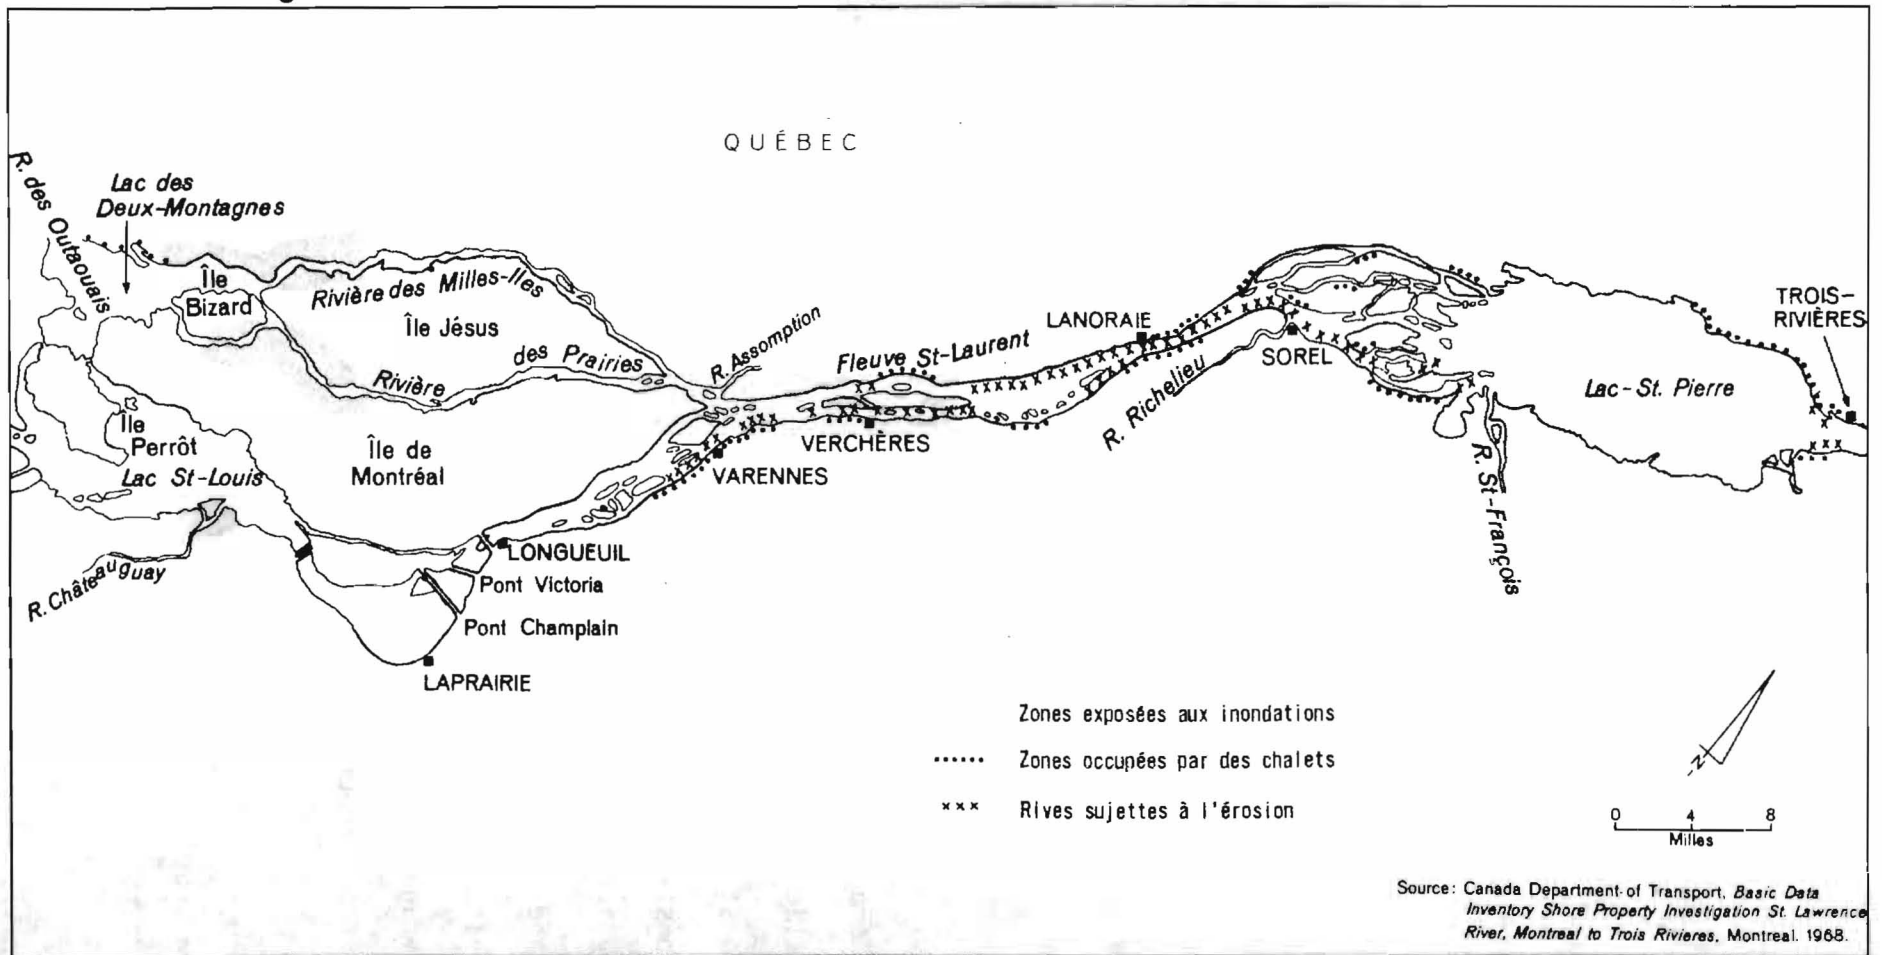 QUÉBEC
R. des Outaouais
Lac des
Deux-Montagnes
Île
Bizard
Rivière des Milles-Iles
Île Jésus
Rivière des Prairies
R. Assomption
Fleuve St-Laurent
LANORAIE
SOREL
R. Richelieu
Lac-St. Pierre
TROIS-
RIVIÈRES
Île
Perrôt
Île de
Montréal
Lac St-Louis
VERCHÈRES
VARENNES
R. St-François
R. Châteauguay
LONGUEUIL
Pont Victoria
Pont Champlain
LAPRAIRIE
Zones exposées aux inondations
Zones occupées par des chalets
xxx Rives sujettes à l'érosion
N
0 4 8
Milles
Source: Canada Department of Transport, Basic Data
Inventory Shore Property Investigation St. Lawrence
River, Montreal to Trois Rivieres, Montreal. 1968.